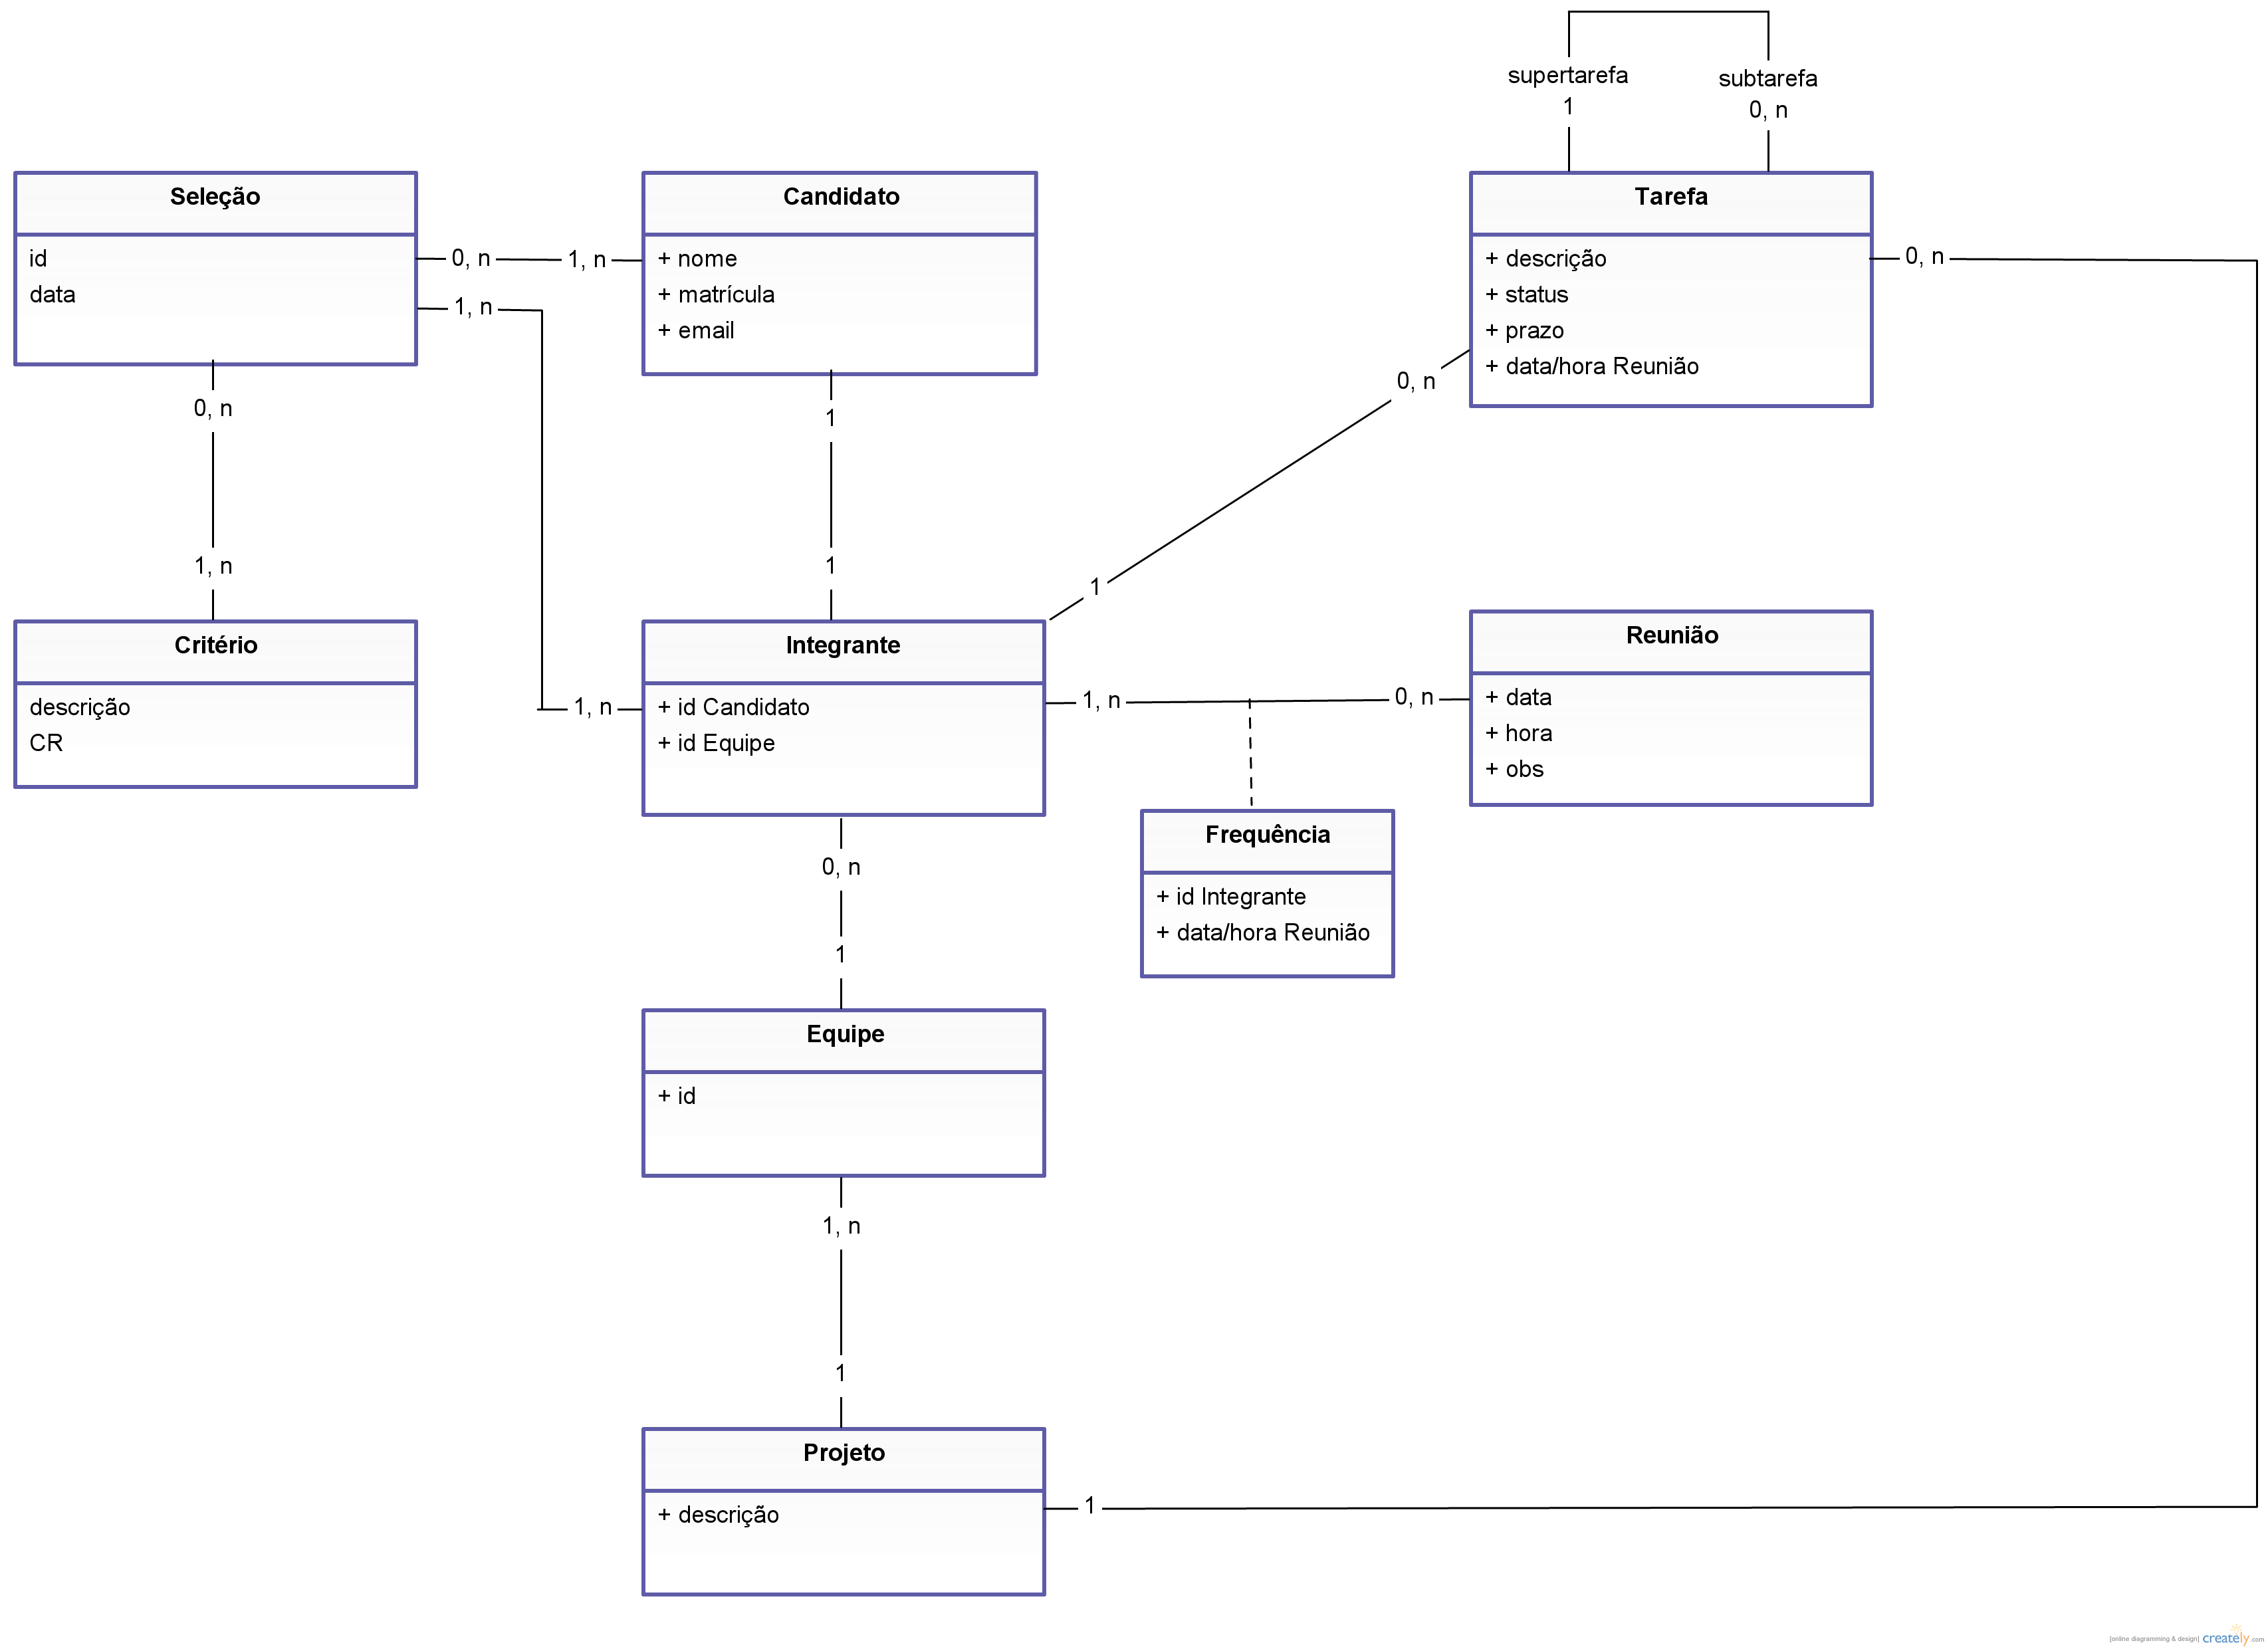 supertarefa
1
subtarefa
0, n
Seleção
id
data
0, n
1, n
Candidato
+ nome
+ matrícula
+ email
1, n
Tarefa
+ descrição
+ status
+ prazo
+ data/hora Reunião
0, n
0, n
1
0, n
1, n
1
1
Critério
descrição
CR
1, n
Integrante
+ id Candidato
+ id Equipe
1, n
0, n
Reunião
+ data
+ hora
+ obs
Frequência
+ id Integrante
+ data/hora Reunião
0, n
1
Equipe
+ id
1, n
1
Projeto
+ descrição
1
[online diagramming & design] creately.com